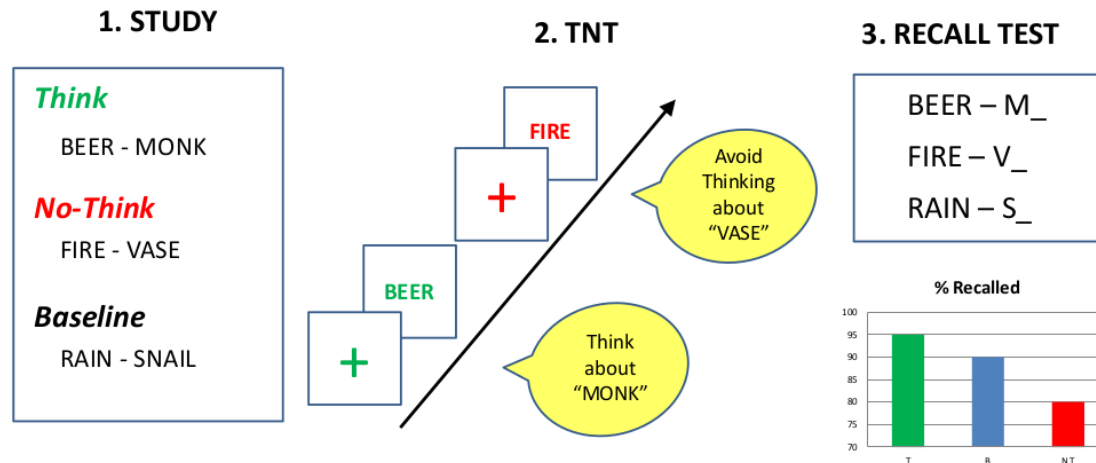 1. STUDY
Think
BEER - MONK
No-Think
FIRE - VASE
Baseline
RAIN - SNAIL
2. TNT
FIRE
+
BEER
+
Avoid
Thinking
about
“VASE”
Think
about
“MONK”
3. RECALL TEST
BEER – M_
FIRE – V_
RAIN – S_
% Recalled
100
95
90
85
80
75
70
T B NT